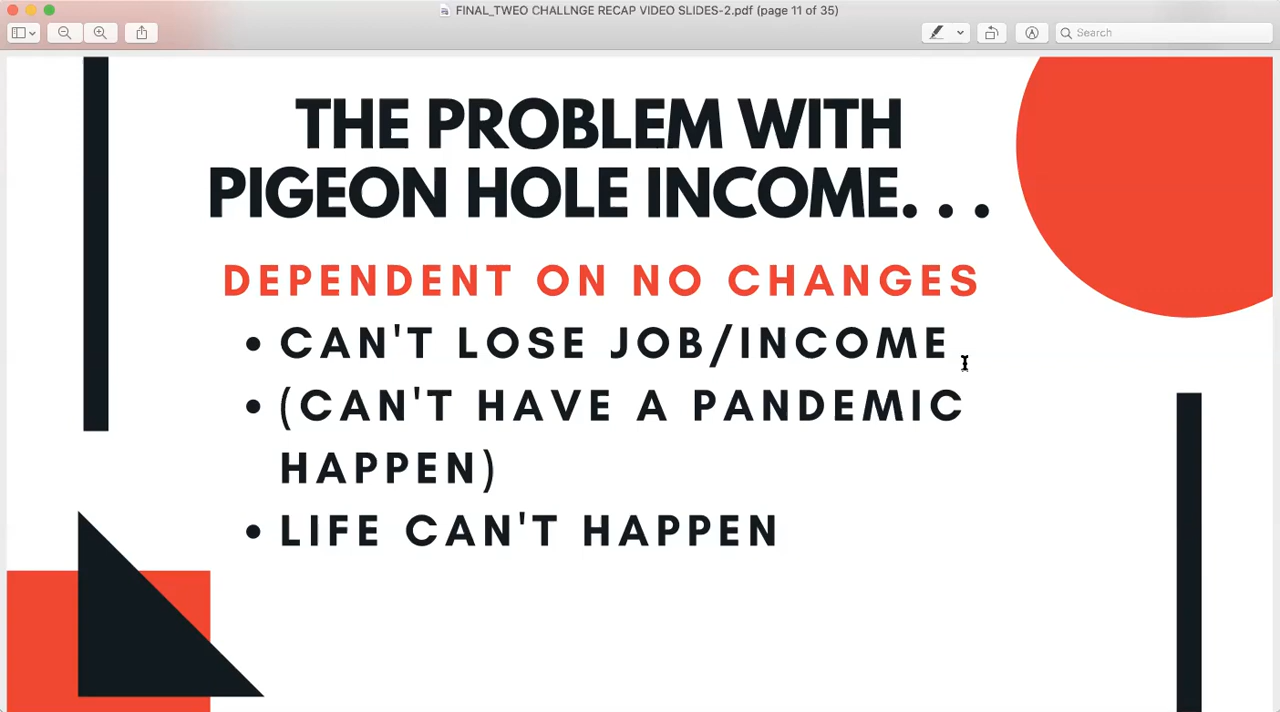 FINAL_TWEO CHALLNGE RECAP VIDEO SLIDES-2.pdf (page 11 of 35)
Search
THE PROBLEM WITH
PIGEON HOLE INCOME. . .
DEPENDENT ON NO CHANGES
• CAN'T LOSE JOB/INCOME
• (CAN'T HAVE A PANDEMIC
HAPPEN)
• LIFE CAN'T HAPPEN